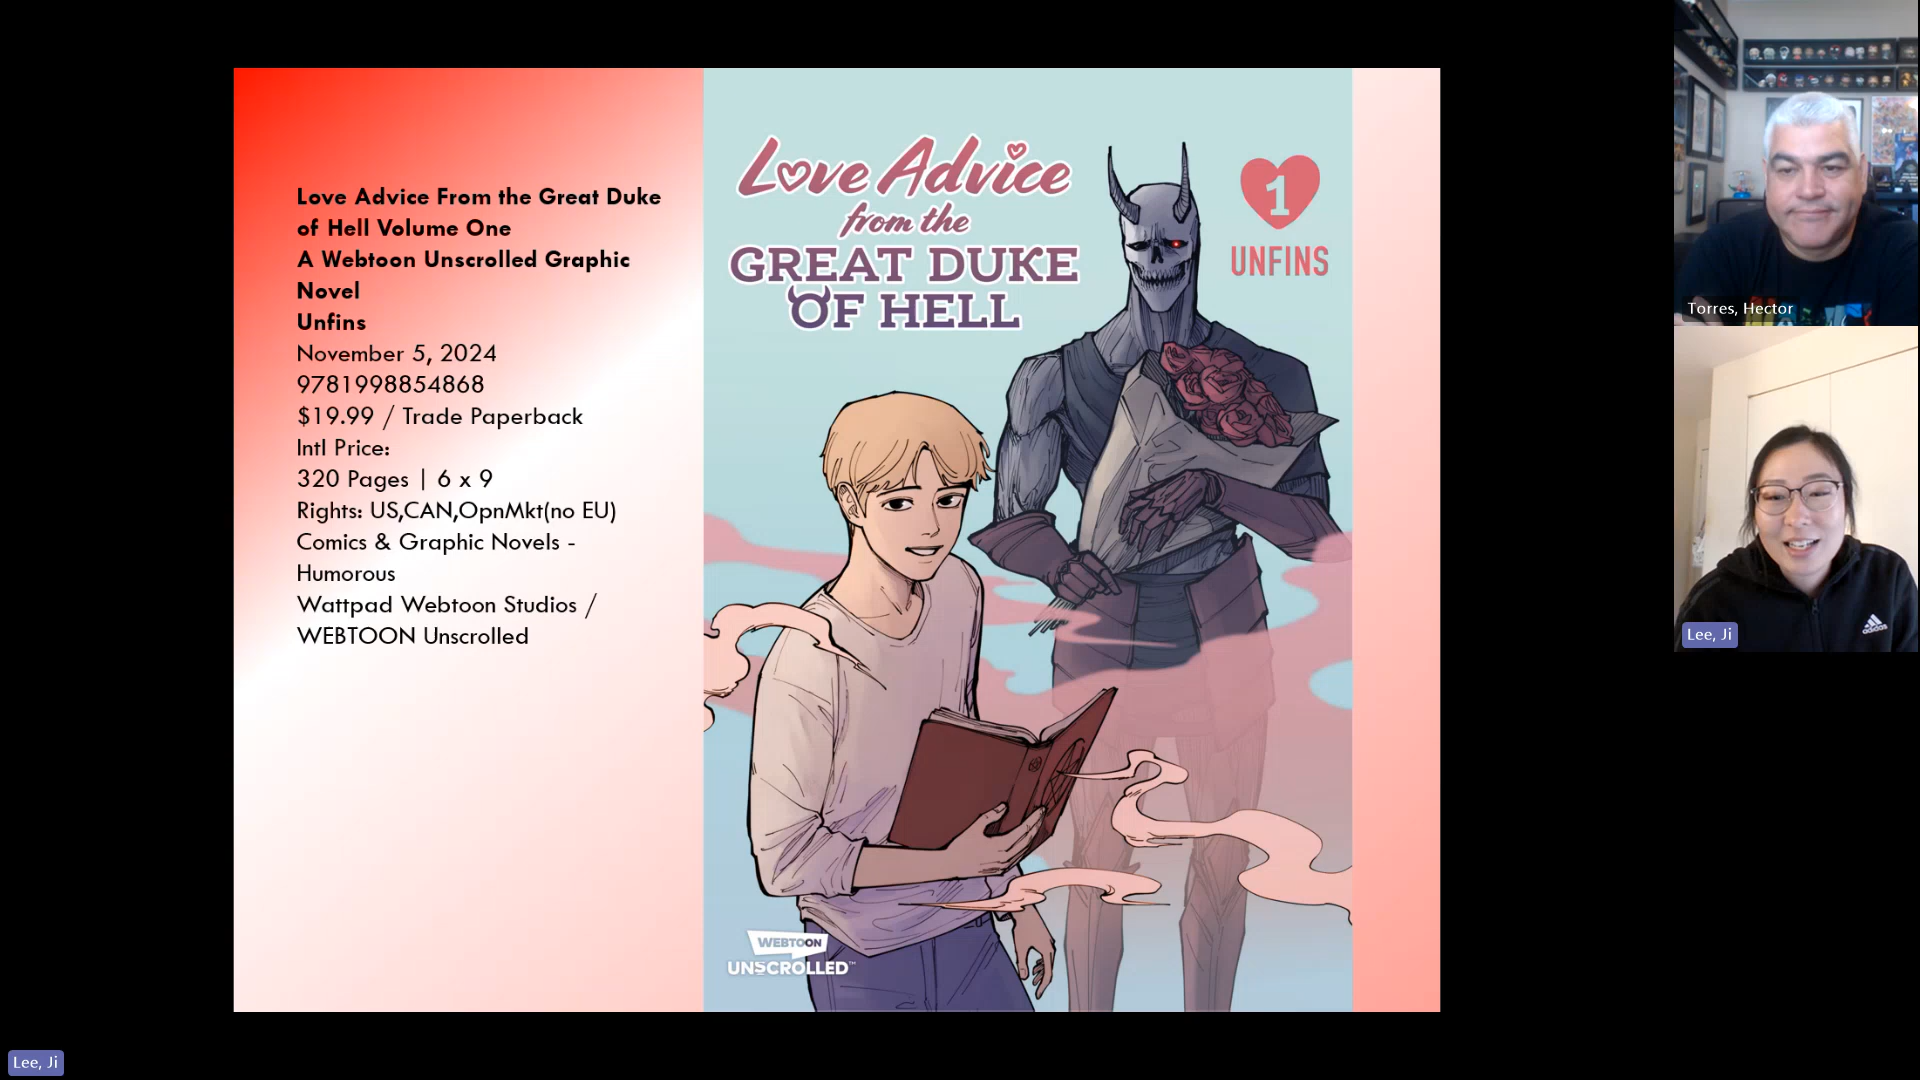 Love Advice From the Great Duke
of Hell Volume One
A Webtoon Unscrolled Graphic
Novel
Unfins
November 5, 2024
9781998854868
$19.99 / Trade Paperback
Intl Price:
320 Pages | 6 x 9
Rights: US,CAN,OpnMkt(no EU)
Comics & Graphic Novels -
Humorous
Wattpad Webtoon Studios /
WEBTOON Unscrolled
Love Advice
from the
GREAT DUKE
OF HELL
1
UNFINS
WEBTOON
UNSCROLLED™
Torres, Hector
adidas
Lee, Ji
Lee, Ji